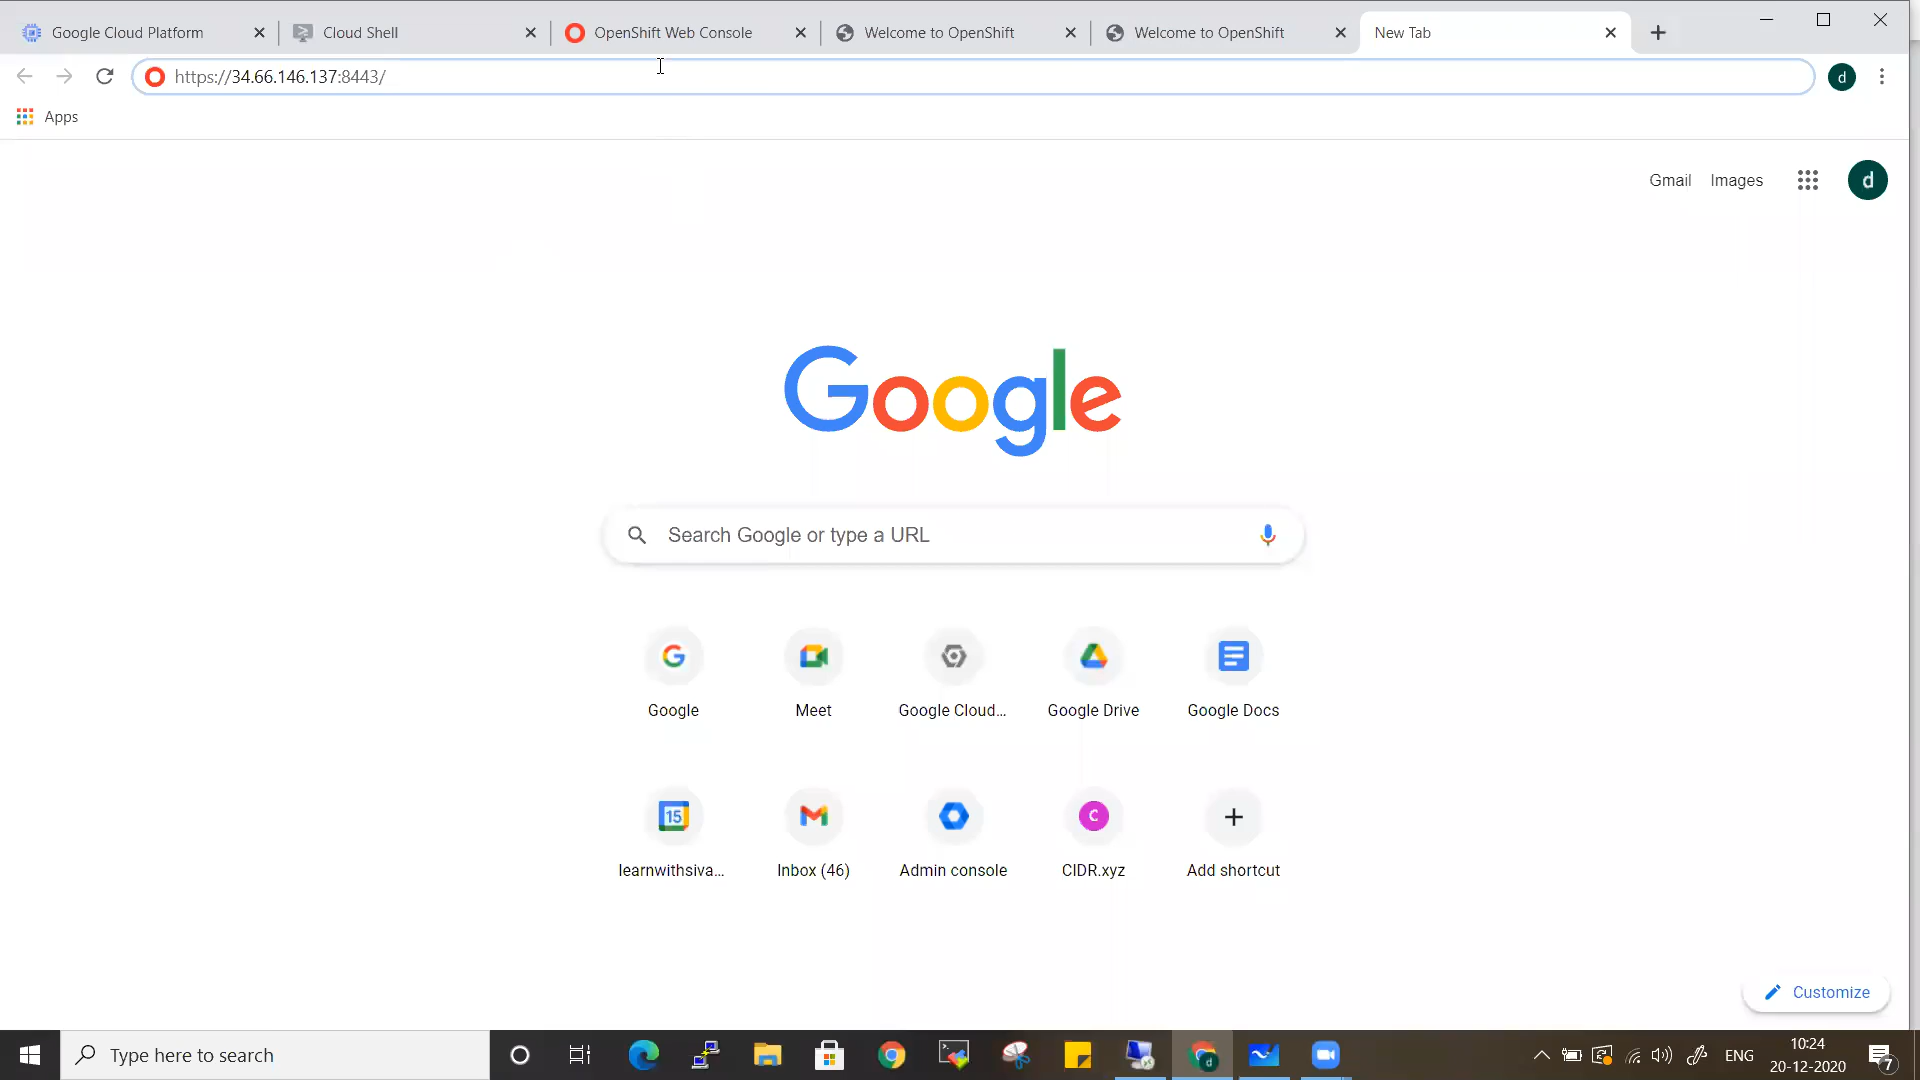 Google Cloud Platform
Cloud Shell
OpenShift Web Console
Welcome to OpenShift
Welcome to OpenShift
New Tab
https://34.66.146.137:8443/
d
Apps
Gmail
Images
d
Google
Search Google or type a URL
Google
Meet
Google Cloud...
Google Drive
Google Docs
15
C
learnwithsiva...
Inbox (46)
Admin console
CIDR.xyz
Add shortcut
Customize
Type here to search
d
ENG
10:24
20-12-2020
7